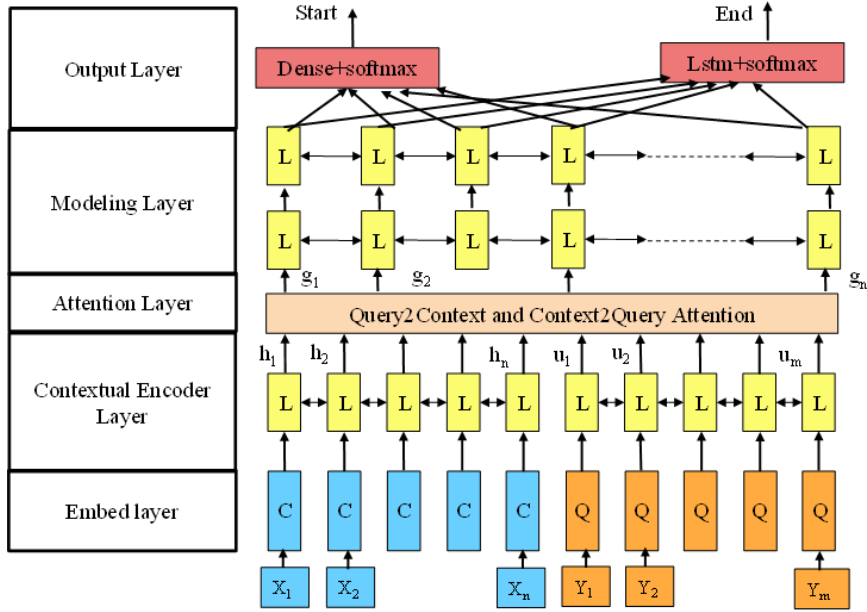 Start End
Output Layer Dense+softmax Lstm+softmax
L L L L L
Modeling Layer
L L L L L
g1 g2 gn
Attention Layer Query2Context and Context2Query Attention
h1 h2 hn u1 u2 um
Contextual Encoder
Layer
L L L L L L L L L L
Embed layer C C C C C Q Q Q Q Q
X1 X2 Xn Y1 Y2 Ym